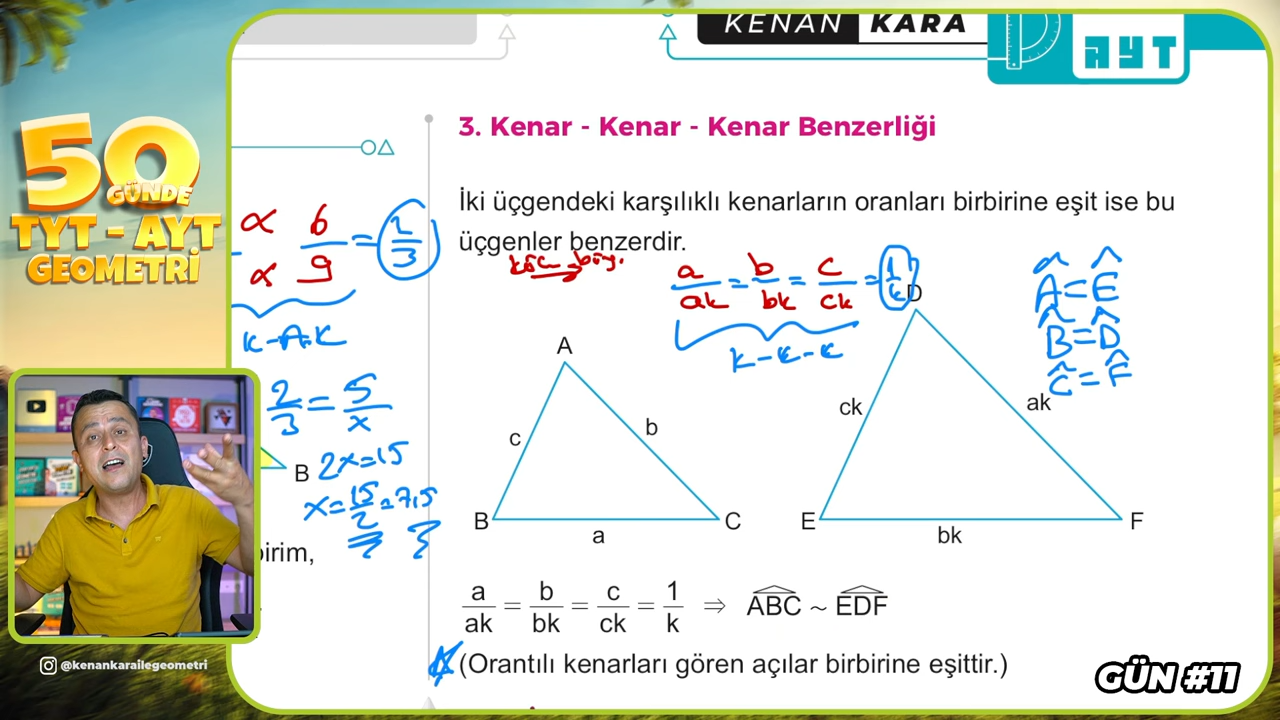 KENAN KARA
AYT
50
GÜNDE
TYT - AYT
GEOMETRİ
3. Kenar - Kenar - Kenar Benzerliği
İki üçgendeki karşılıklı kenarların oranları birbirine eşit ise bu
üçgenler benzerdir.
α 6/9 = 2/3
α
K-A-K
2/3 = 5/x
2x=15
x=15/2=7,5
B
birim,
a/ak = b/bk = c/ck = 1/k
K-K-K
Â=Ê
B̂=D̂
Ĉ=F̂
A
c
b
B
a
C
D
ck
ak
E
bk
F
a/ak = b/bk = c/ck = 1/k ⇒ ABC ~ EDF
(Orantılı kenarları gören açılar birbirine eşittir.)
@kenankarailegeometri
GÜN #11